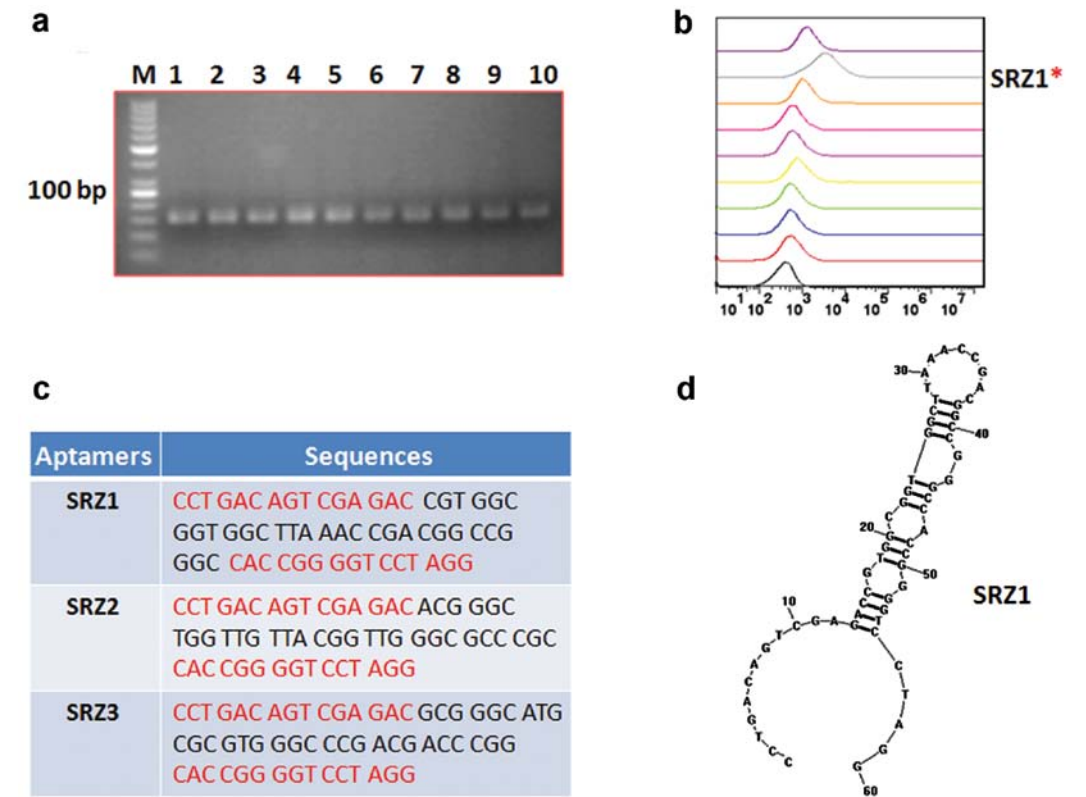 a
M 1 2 3 4 5 6 7 8 9 10
100 bp
b
SRZ1*
10^1 10^2 10^3 10^4 10^5 10^6 10^7
c
Aptamers Sequences
SRZ1
CCT GAC AGT CGA GAC CGT GGC
GGT GGC TTA AAC CGA CGG CCG
GGC CAC CGG GGT CCT AGG
SRZ2
CCT GAC AGT CGA GAC ACG GGC
TGG TTG TTA CGG TTG GGC GCC CGC
CAC CGG GGT CCT AGG
SRZ3
CCT GAC AGT CGA GAC GCG GGC ATG
CGC GTG GGC CCG ACG ACC CGG
CAC CGG GGT CCT AGG
d
30
40
20
50
10
60
SRZ1